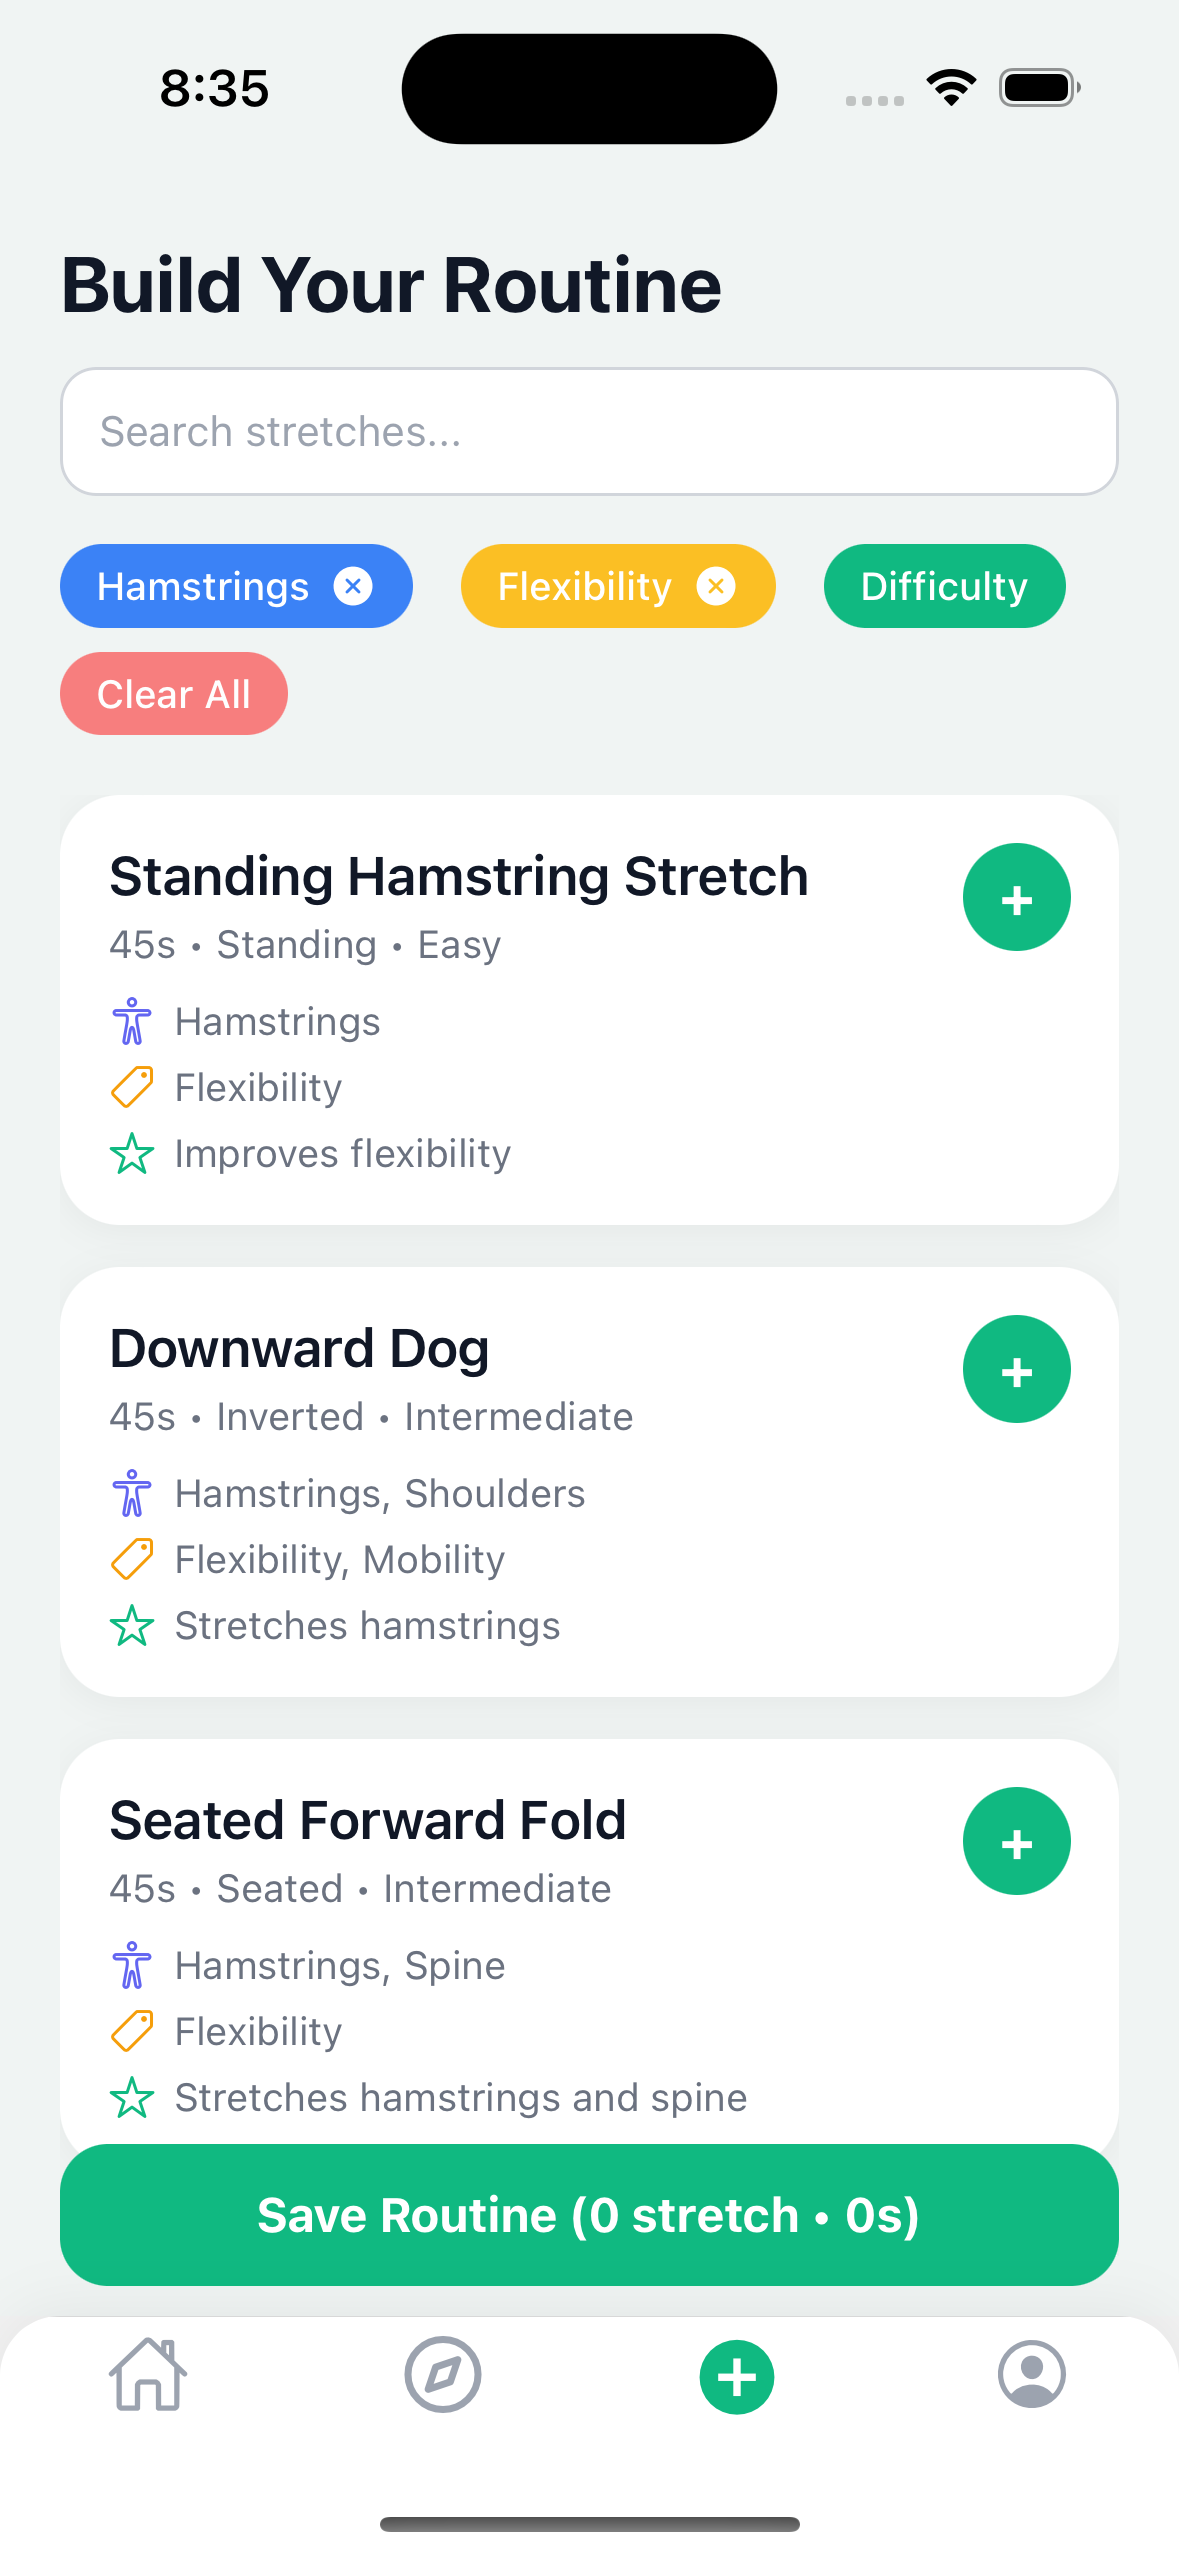 8:35
Build Your Routine
Search stretches...
Hamstrings Flexibility Difficulty
Clear All
Standing Hamstring Stretch
45s • Standing • Easy
Hamstrings
Flexibility
Improves flexibility
Downward Dog
45s • Inverted • Intermediate
Hamstrings, Shoulders
Flexibility, Mobility
Stretches hamstrings
Seated Forward Fold
45s • Seated • Intermediate
Hamstrings, Spine
Flexibility
Stretches hamstrings and spine
Save Routine (0 stretch • 0s)